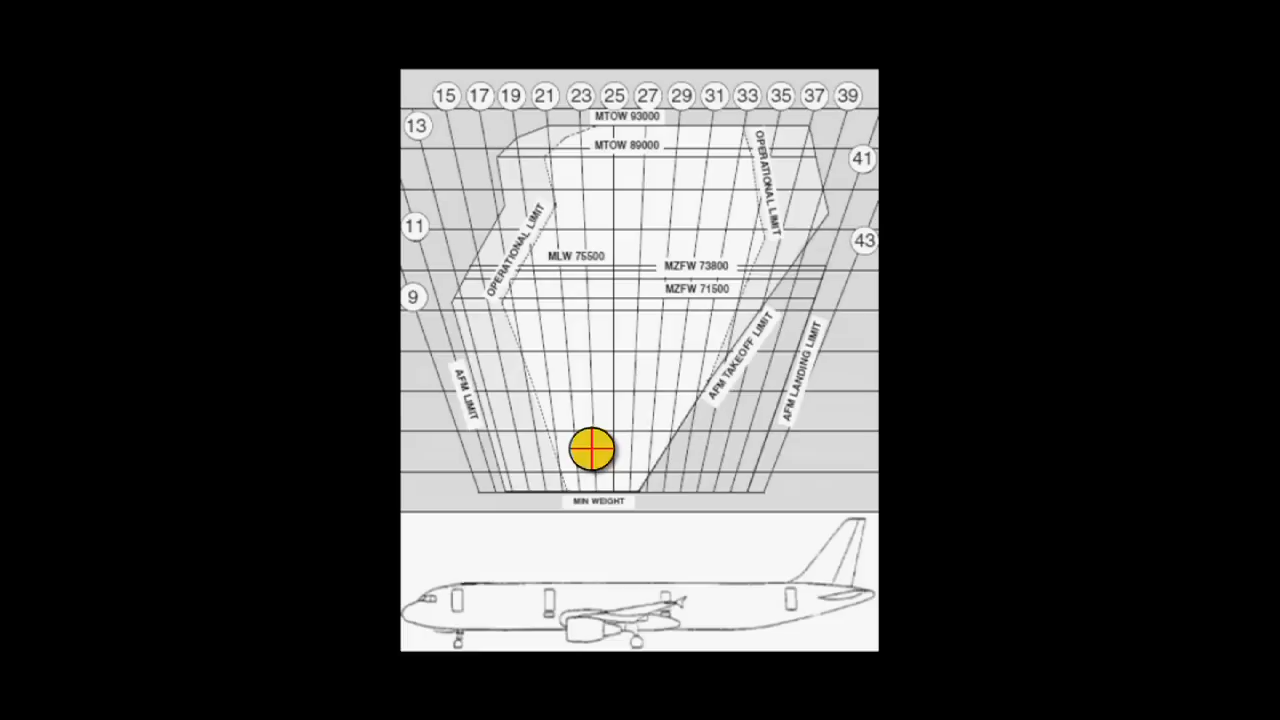 15 17 19 21 23 25 27 29 31 33 35 37 39
MTOW 93000
13
MTOW 89000
OPERATIONAL LIMIT
41
11
OPERATIONAL LIMIT
43
MLW 75500
MZFW 73800
MZFW 71500
9
AFM LIMIT
AFM TAKEOFF LIMIT
AFM LANDING LIMIT
MIN WEIGHT